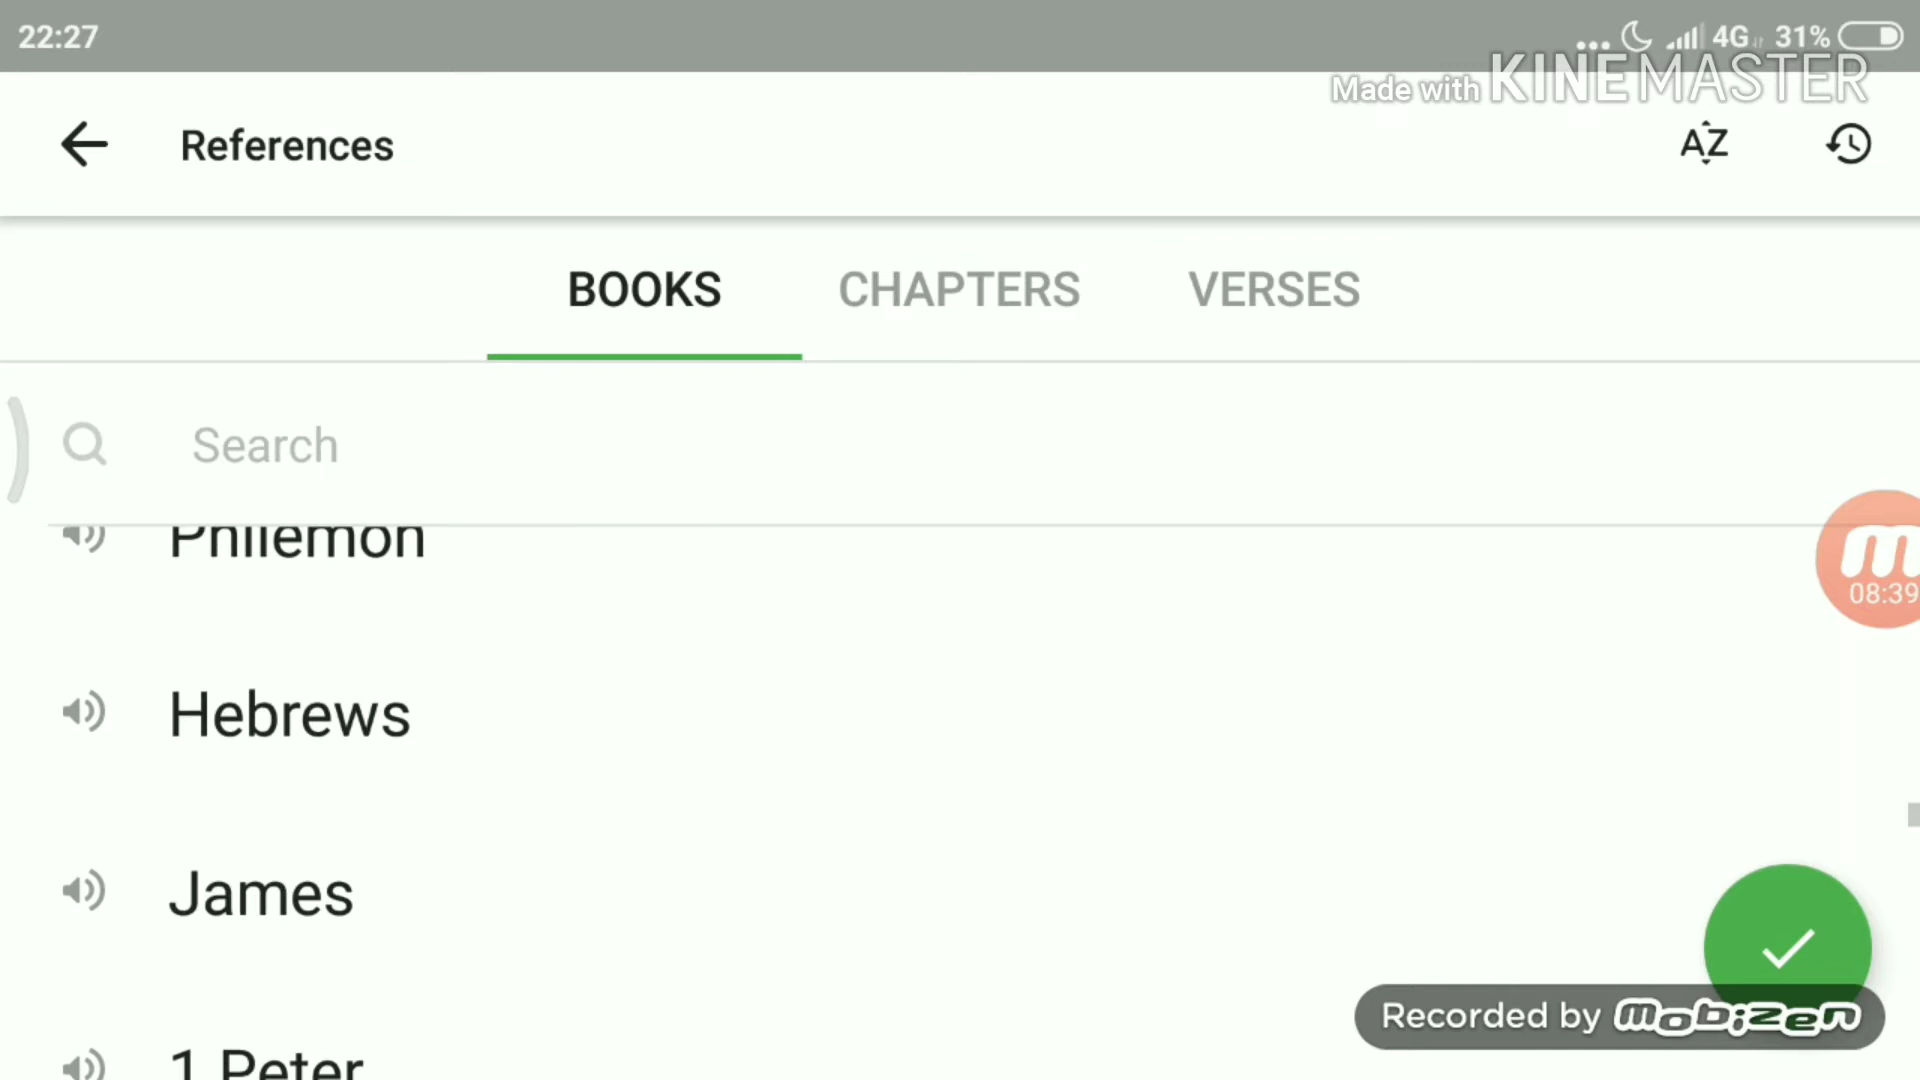 22:27
4G 31%
Made with KINEMASTER
References
AZ
BOOKS CHAPTERS VERSES
Search
Philemon
08:39
Hebrews
James
Recorded by mobizen
1 Peter